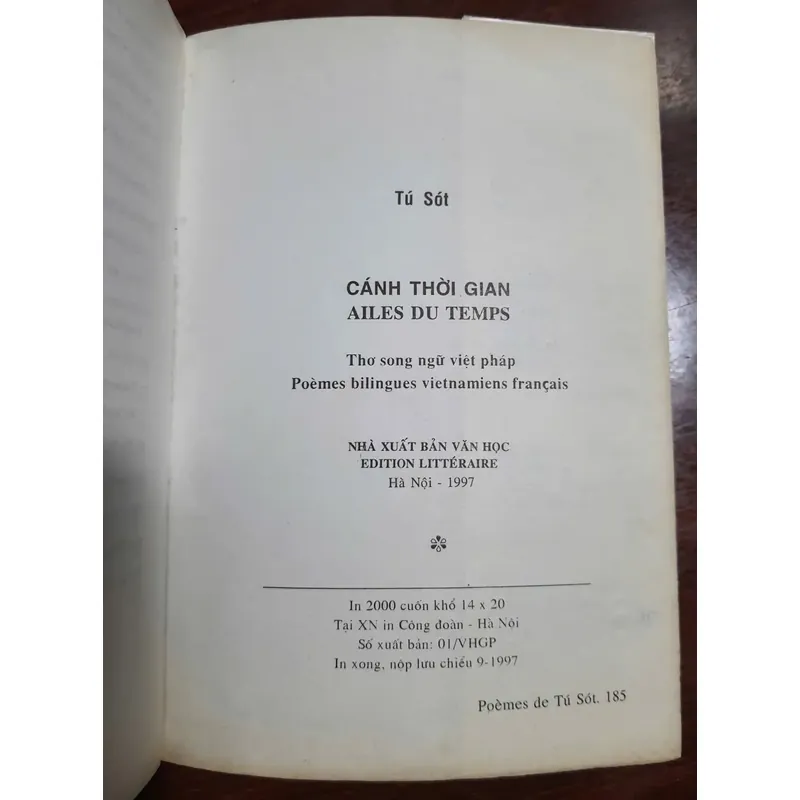 Tú Sót
CÁNH THỜI GIAN
AILES DU TEMPS
Thơ song ngữ việt pháp
Poèmes bilingues vietnamiens français
NHÀ XUẤT BẢN VĂN HỌC
EDITION LITTÉRAIRE
Hà Nội - 1997
In 2000 cuốn khổ 14 x 20
Tại XN in Công đoàn - Hà Nội
Số xuất bản: 01/VHGP
In xong, nộp lưu chiểu 9-1997
Poèmes de Tú Sót. 185